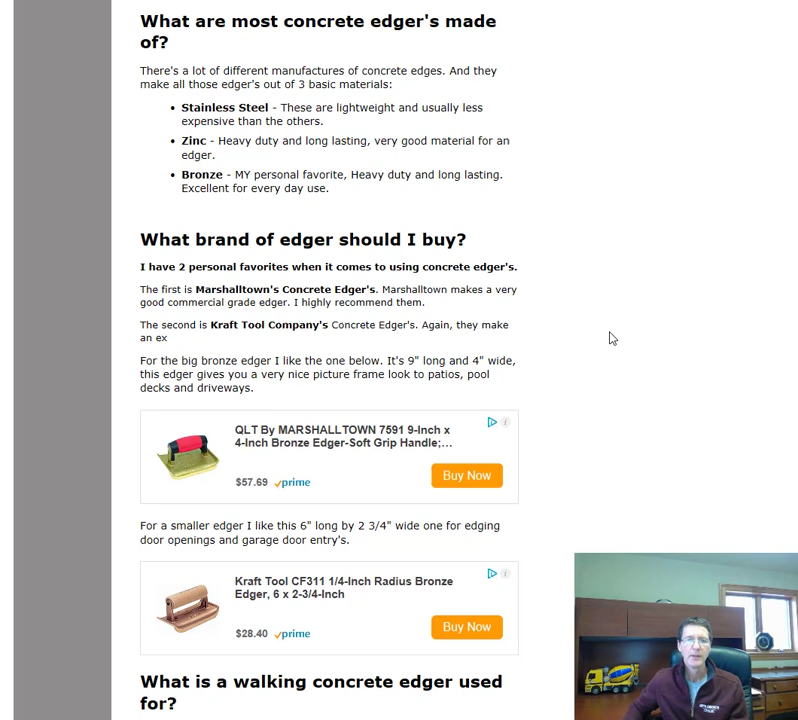 What are most concrete edger's made
of?
There's a lot of different manufactures of concrete edges. And they
make all those edger's out of 3 basic materials:
• Stainless Steel - These are lightweight and usually less
expensive than the others.
• Zinc - Heavy duty and long lasting, very good material for an
edger.
• Bronze - MY personal favorite, Heavy duty and long lasting.
Excellent for every day use.
What brand of edger should I buy?
I have 2 personal favorites when it comes to using concrete edger's.
The first is Marshalltown's Concrete Edger's. Marshalltown makes a very
good commercial grade edger. I highly recommend them.
The second is Kraft Tool Company's Concrete Edger's. Again, they make
an ex
For the big bronze edger I like the one below. It's 9" long and 4" wide,
this edger gives you a very nice picture frame look to patios, pool
decks and driveways.
QLT By MARSHALLTOWN 7591 9-Inch x
4-Inch Bronze Edger-Soft Grip Handle;...
$57.69 prime
Buy Now
For a smaller edger I like this 6" long by 2 3/4" wide one for edging
door openings and garage door entry's.
Kraft Tool CF311 1/4-Inch Radius Bronze
Edger, 6 x 2-3/4-Inch
$28.40 prime
Buy Now
What is a walking concrete edger used
for?